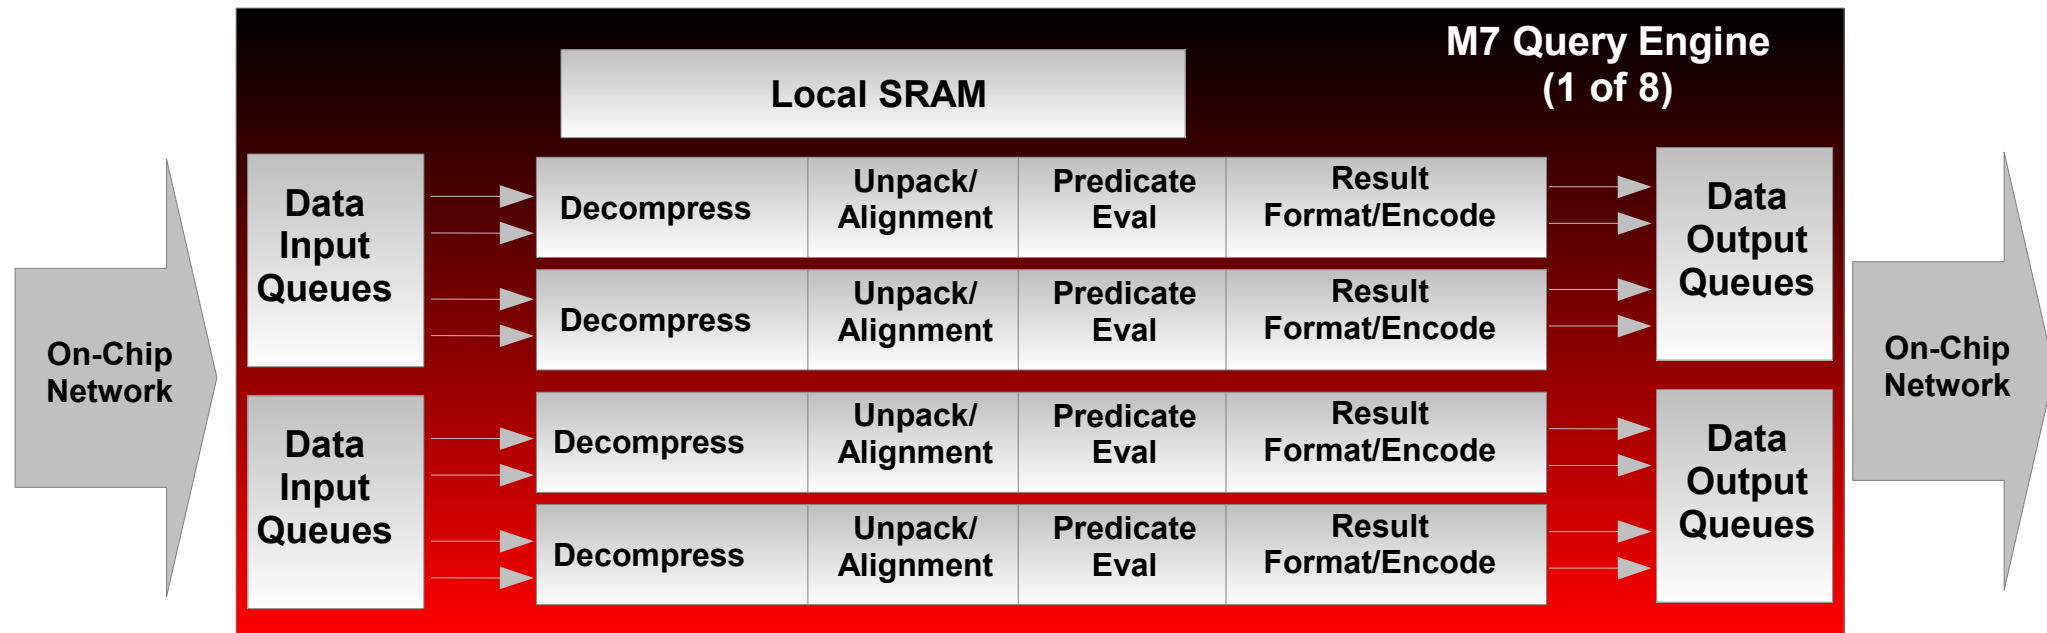 M7 Query Engine
(1 of 8)
Local SRAM
On-Chip
Network
Data
Input
Queues
Decompress
Unpack/
Alignment
Predicate
Eval
Result
Format/Encode
Decompress
Unpack/
Alignment
Predicate
Eval
Result
Format/Encode
Data
Output
Queues
Data
Input
Queues
Decompress
Unpack/
Alignment
Predicate
Eval
Result
Format/Encode
Decompress
Unpack/
Alignment
Predicate
Eval
Result
Format/Encode
Data
Output
Queues
On-Chip
Network